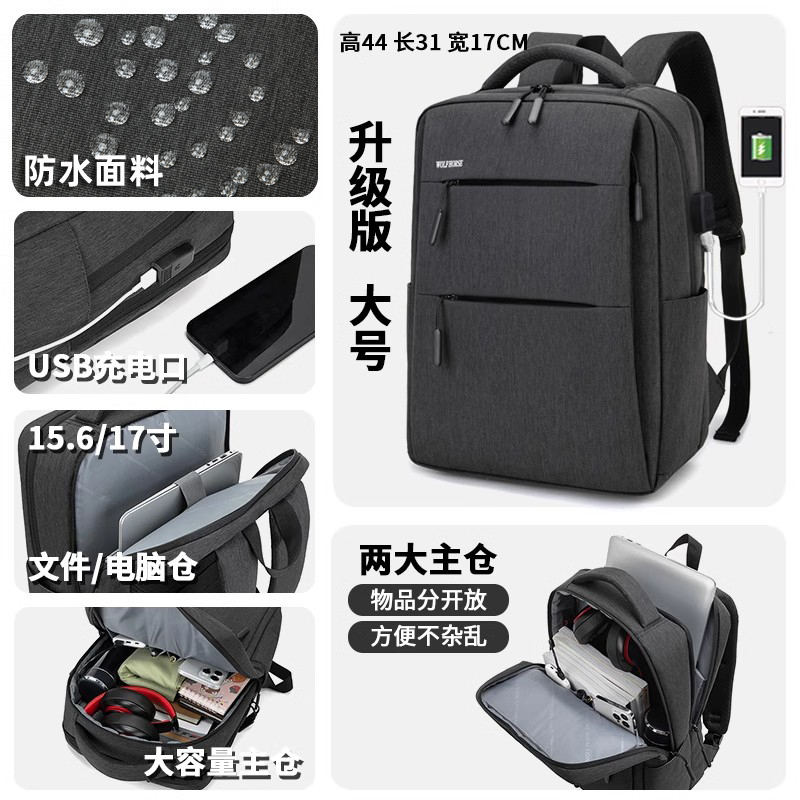 防水面料
USB充电口
15.6/17寸
文件/电脑仓
大容量主仓
高44 长31 宽17CM
升级版 大号
WOLFHORSE
两大主仓
物品分开放
方便不杂乱